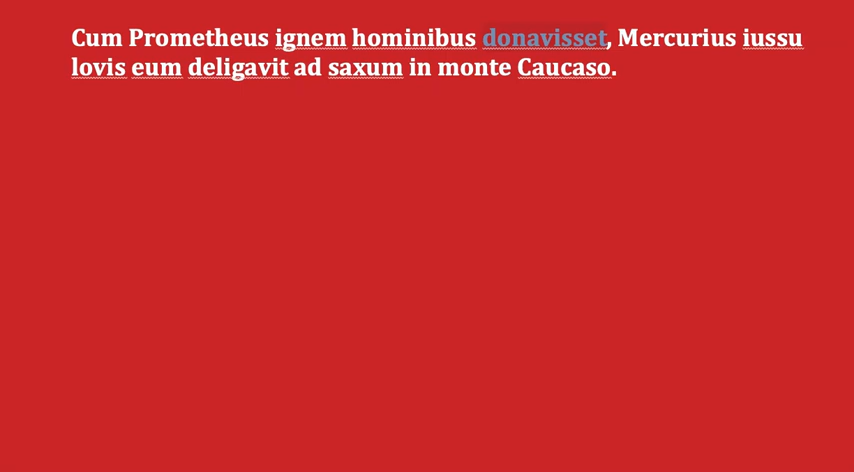 Cum Prometheus ignem hominibus donavisset, Mercurius iussu
Iovis eum deligavit ad saxum in monte Caucaso.